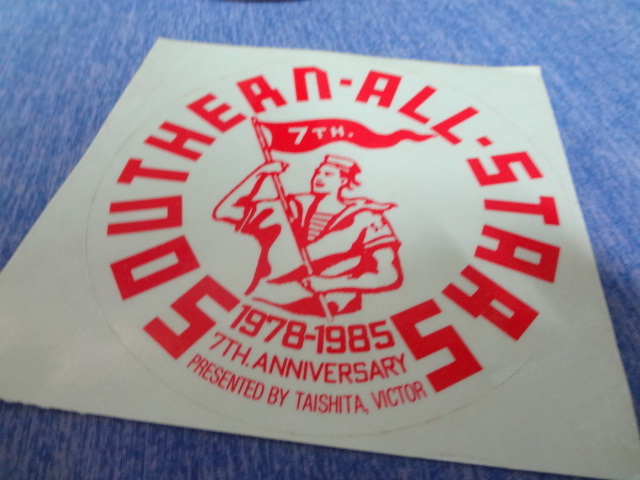 SOUTHERN-ALL-STARS
7TH.
1978-1985
7TH. ANNIVERSARY
PRESENTED BY TAISHITA, VICTOR